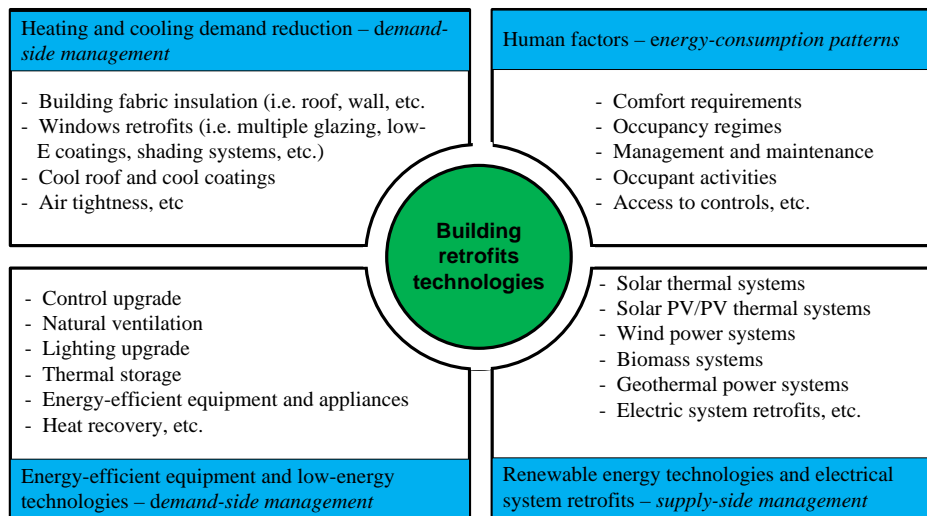 Heating and cooling demand reduction – demand-
side management
- Building fabric insulation (i.e. roof, wall, etc.
- Windows retrofits (i.e. multiple glazing, low-
E coatings, shading systems, etc.)
- Cool roof and cool coatings
- Air tightness, etc
Human factors – energy-consumption patterns
- Comfort requirements
- Occupancy regimes
- Management and maintenance
- Occupant activities
- Access to controls, etc.
Building
retrofits
technologies
- Control upgrade
- Natural ventilation
- Lighting upgrade
- Thermal storage
- Energy-efficient equipment and appliances
- Heat recovery, etc.
Energy-efficient equipment and low-energy
technologies – demand-side management
- Solar thermal systems
- Solar PV/PV thermal systems
- Wind power systems
- Biomass systems
- Geothermal power systems
- Electric system retrofits, etc.
Renewable energy technologies and electrical
system retrofits – supply-side management